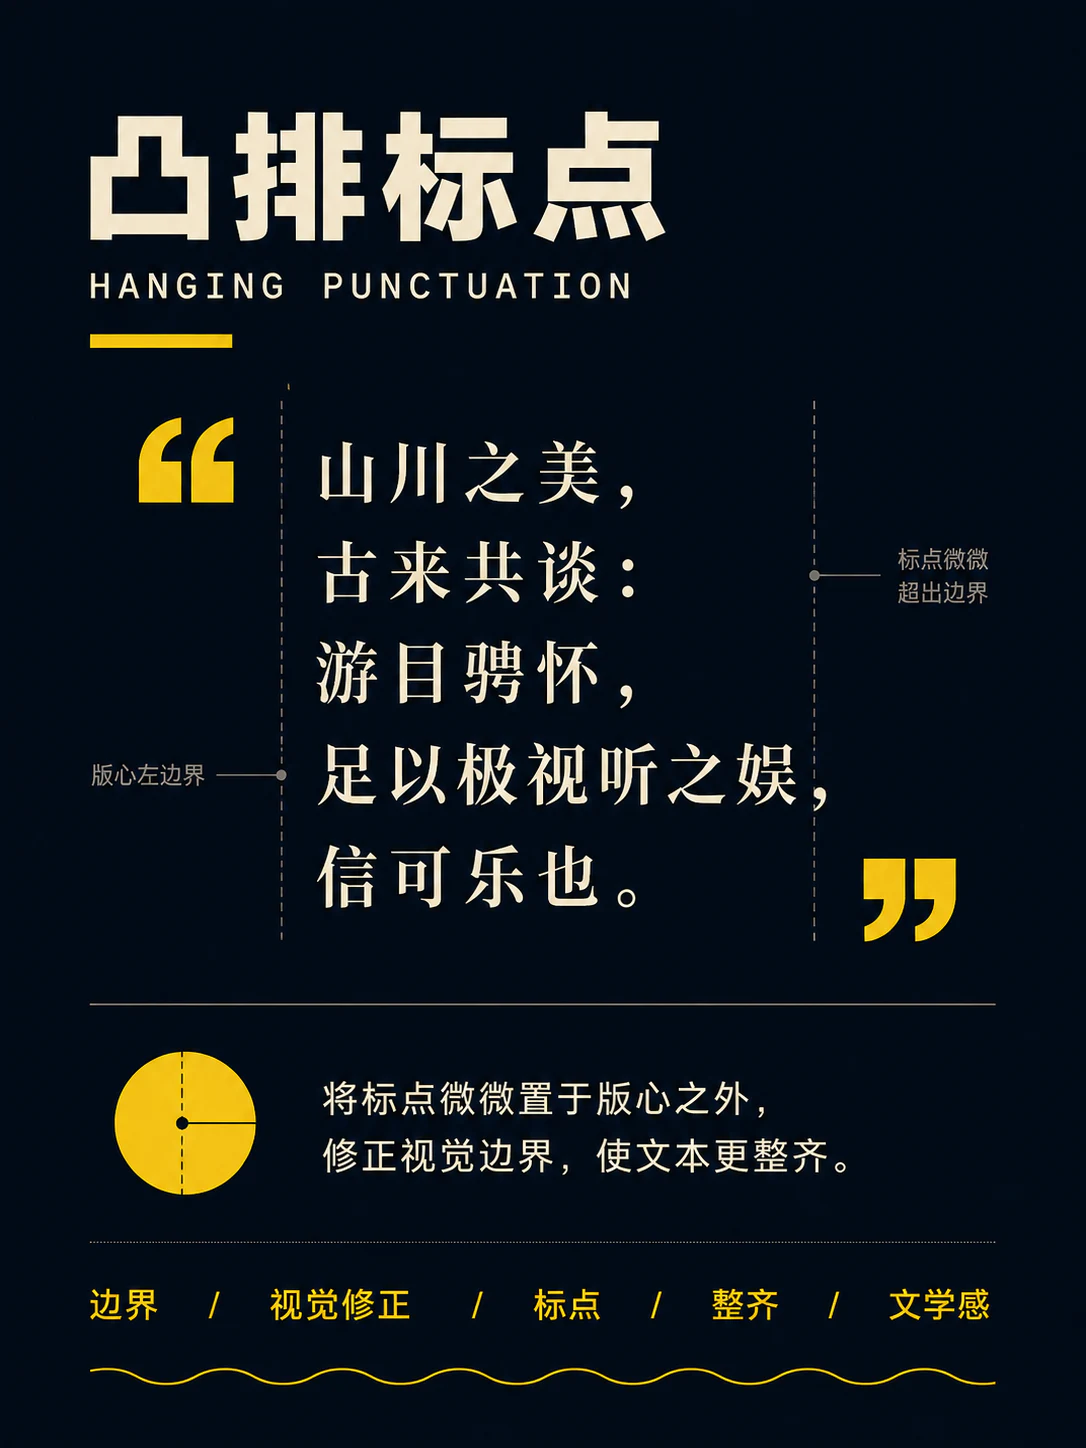 凸排标点
HANGING PUNCTUATION
“
山川之美，
古来共谈：
标点微微
超出边界
游目骋怀，
足以极视听之娱，
版心左边界
信可乐也。
”
将标点微微置于版心之外，
修正视觉边界，使文本更整齐。
边界 / 视觉修正 / 标点 / 整齐 / 文学感